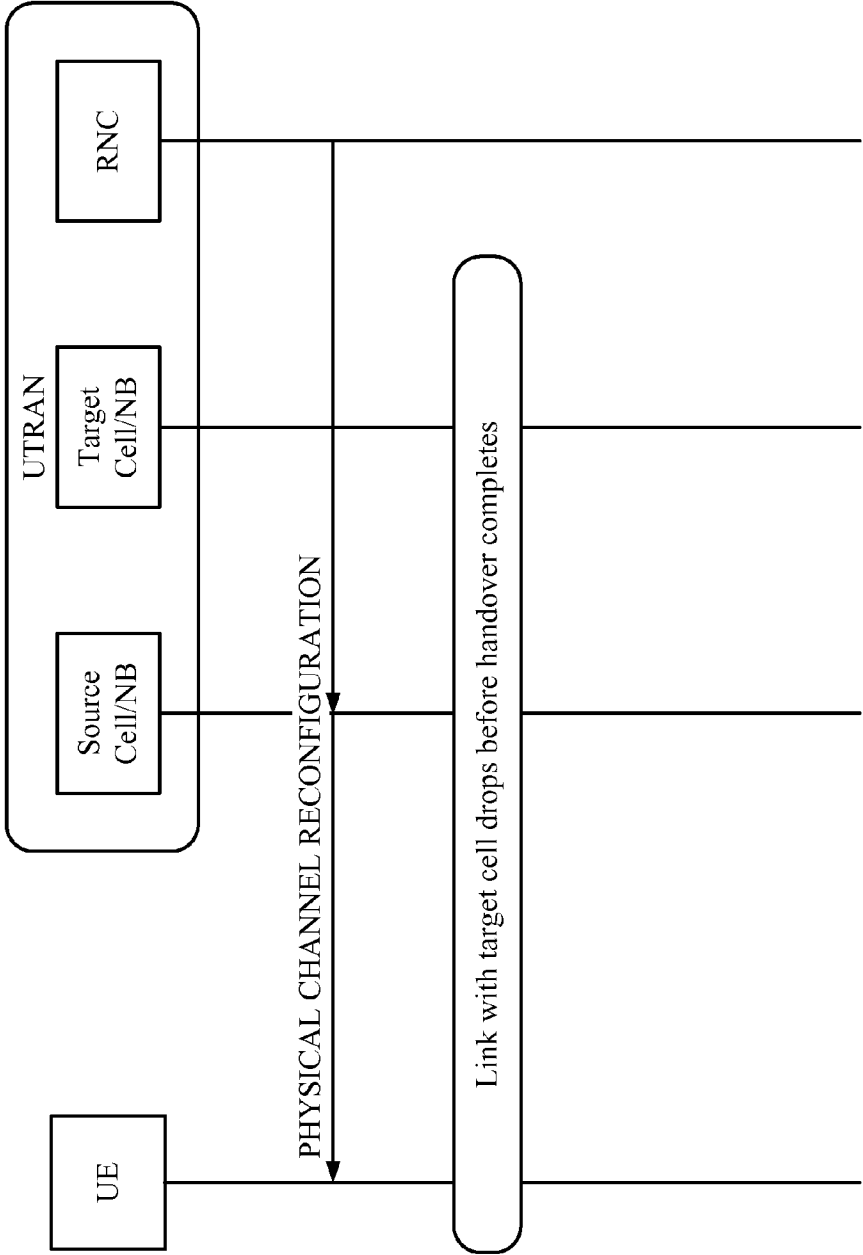 UTRAN
UE
Source
Cell/NB
Target
Cell/NB
RNC
PHYSICAL CHANNEL RECONFIGURATION
Link with target cell drops before handover completes